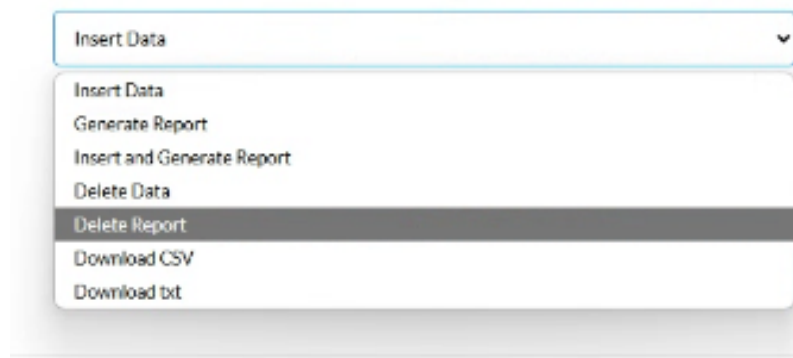 Insert Data
Insert Data
Generate Report
Insert and Generate Report
Delete Data
Delete Report
Download CSV
Download txt